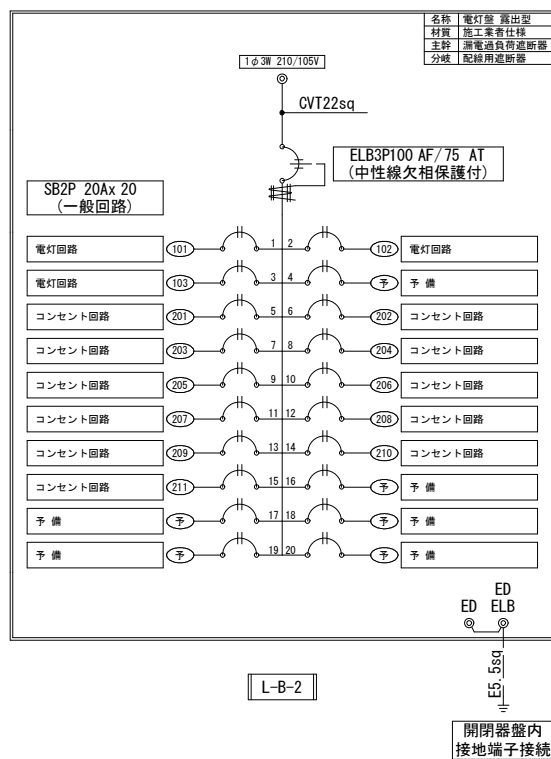 名称 電灯盤 露出型
材質 施工業者仕様
主幹 漏電過負荷遮断器
分岐 配線用遮断器
1φ3W 210/105V
CVT22sq
ELB3P100 AF/75 AT
(中性線欠相保護付)
SB2P 20Ax 20
(一般回路)
電灯回路 101 1 2 102 電灯回路
電灯回路 103 3 4 予 予 備
コンセント回路 201 5 6 202 コンセント回路
コンセント回路 203 7 8 204 コンセント回路
コンセント回路 205 9 10 206 コンセント回路
コンセント回路 207 11 12 208 コンセント回路
コンセント回路 209 13 14 210 コンセント回路
コンセント回路 211 15 16 予 予 備
予 備 予 17 18 予 予 備
予 備 予 19 20 予 予 備
ED
ED ELB
E5.5sq
L-B-2
開閉器盤内
接地端子接続